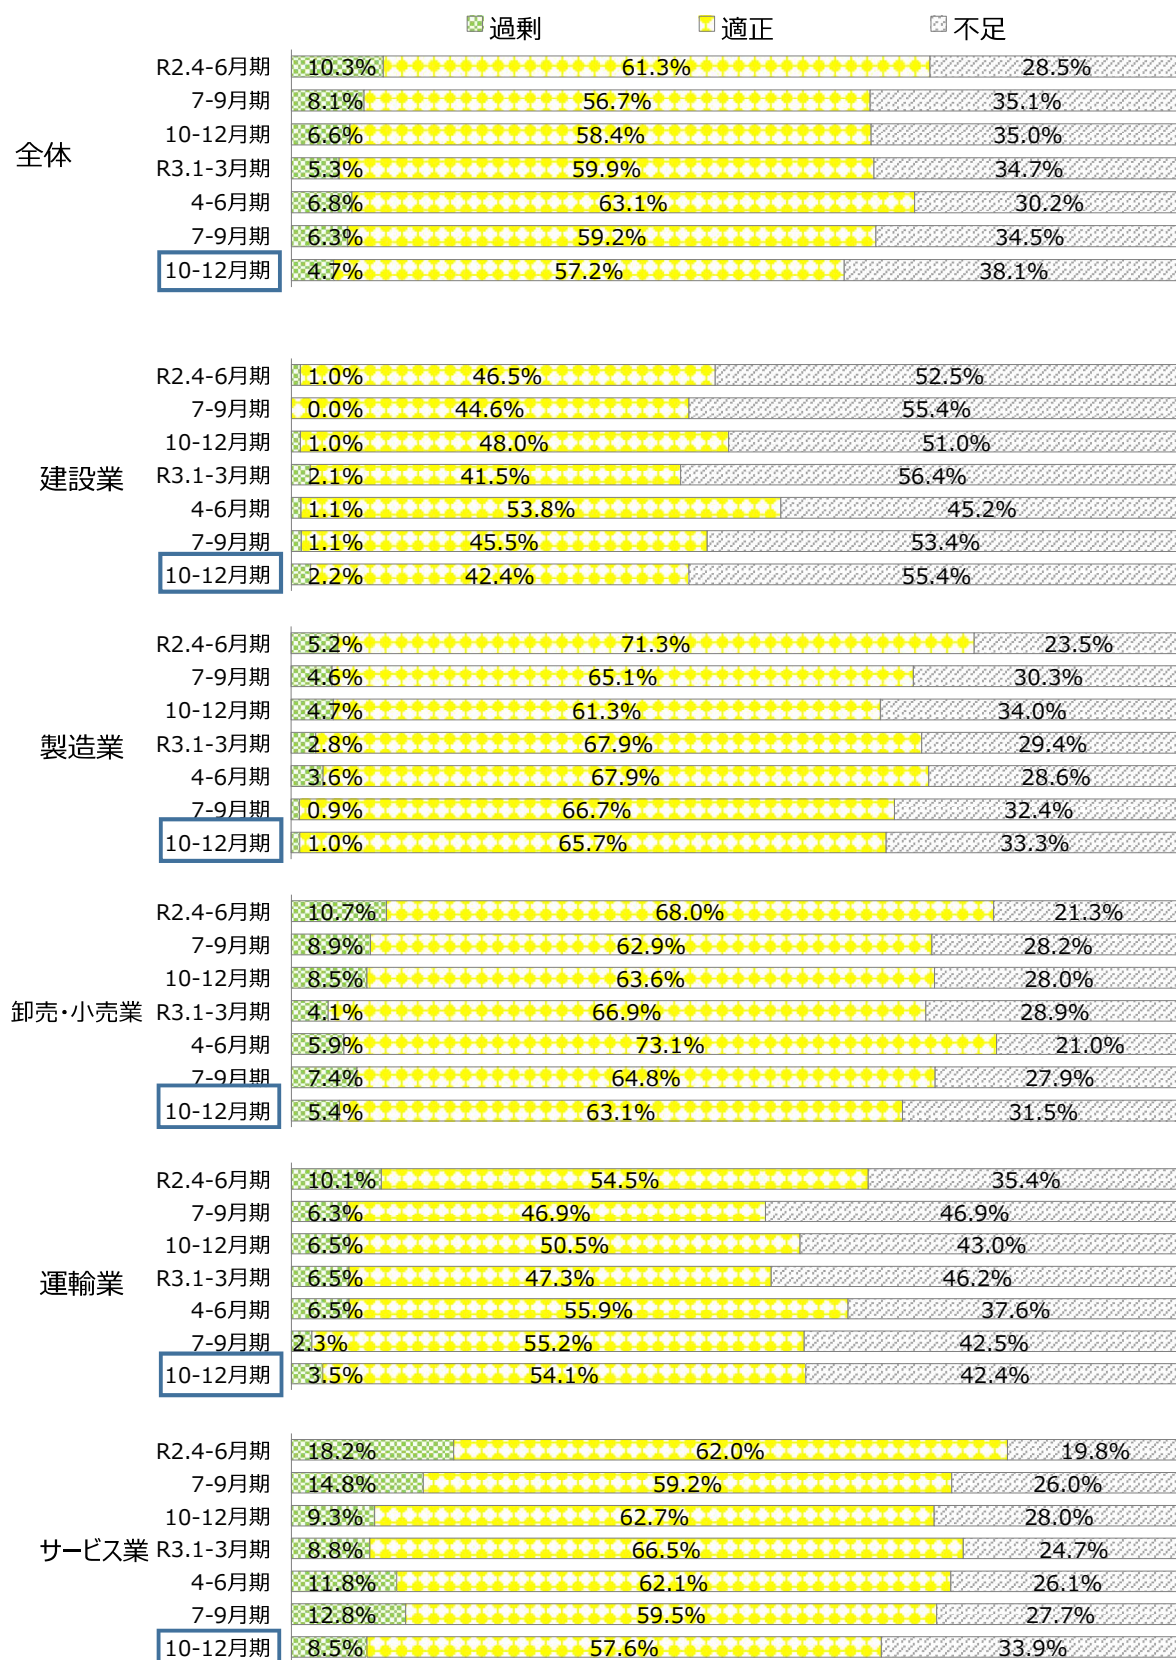 過剰 適正 不足
全体
R2.4-6月期 10.3% 61.3% 28.5%
7-9月期 8.1% 56.7% 35.1%
10-12月期 6.6% 58.4% 35.0%
R3.1-3月期 5.3% 59.9% 34.7%
4-6月期 6.8% 63.1% 30.2%
7-9月期 6.3% 59.2% 34.5%
10-12月期 4.7% 57.2% 38.1%
建設業
R2.4-6月期 1.0% 46.5% 52.5%
7-9月期 0.0% 44.6% 55.4%
10-12月期 1.0% 48.0% 51.0%
R3.1-3月期 2.1% 41.5% 56.4%
4-6月期 1.1% 53.8% 45.2%
7-9月期 1.1% 45.5% 53.4%
10-12月期 2.2% 42.4% 55.4%
製造業
R2.4-6月期 5.2% 71.3% 23.5%
7-9月期 4.6% 65.1% 30.3%
10-12月期 4.7% 61.3% 34.0%
R3.1-3月期 2.8% 67.9% 29.4%
4-6月期 3.6% 67.9% 28.6%
7-9月期 0.9% 66.7% 32.4%
10-12月期 1.0% 65.7% 33.3%
卸売・小売業
R2.4-6月期 10.7% 68.0% 21.3%
7-9月期 8.9% 62.9% 28.2%
10-12月期 8.5% 63.6% 28.0%
R3.1-3月期 4.1% 66.9% 28.9%
4-6月期 5.9% 73.1% 21.0%
7-9月期 7.4% 64.8% 27.9%
10-12月期 5.4% 63.1% 31.5%
運輸業
R2.4-6月期 10.1% 54.5% 35.4%
7-9月期 6.3% 46.9% 46.9%
10-12月期 6.5% 50.5% 43.0%
R3.1-3月期 6.5% 47.3% 46.2%
4-6月期 6.5% 55.9% 37.6%
7-9月期 2.3% 55.2% 42.5%
10-12月期 3.5% 54.1% 42.4%
サービス業
R2.4-6月期 18.2% 62.0% 19.8%
7-9月期 14.8% 59.2% 26.0%
10-12月期 9.3% 62.7% 28.0%
R3.1-3月期 8.8% 66.5% 24.7%
4-6月期 11.8% 62.1% 26.1%
7-9月期 12.8% 59.5% 27.7%
10-12月期 8.5% 57.6% 33.9%